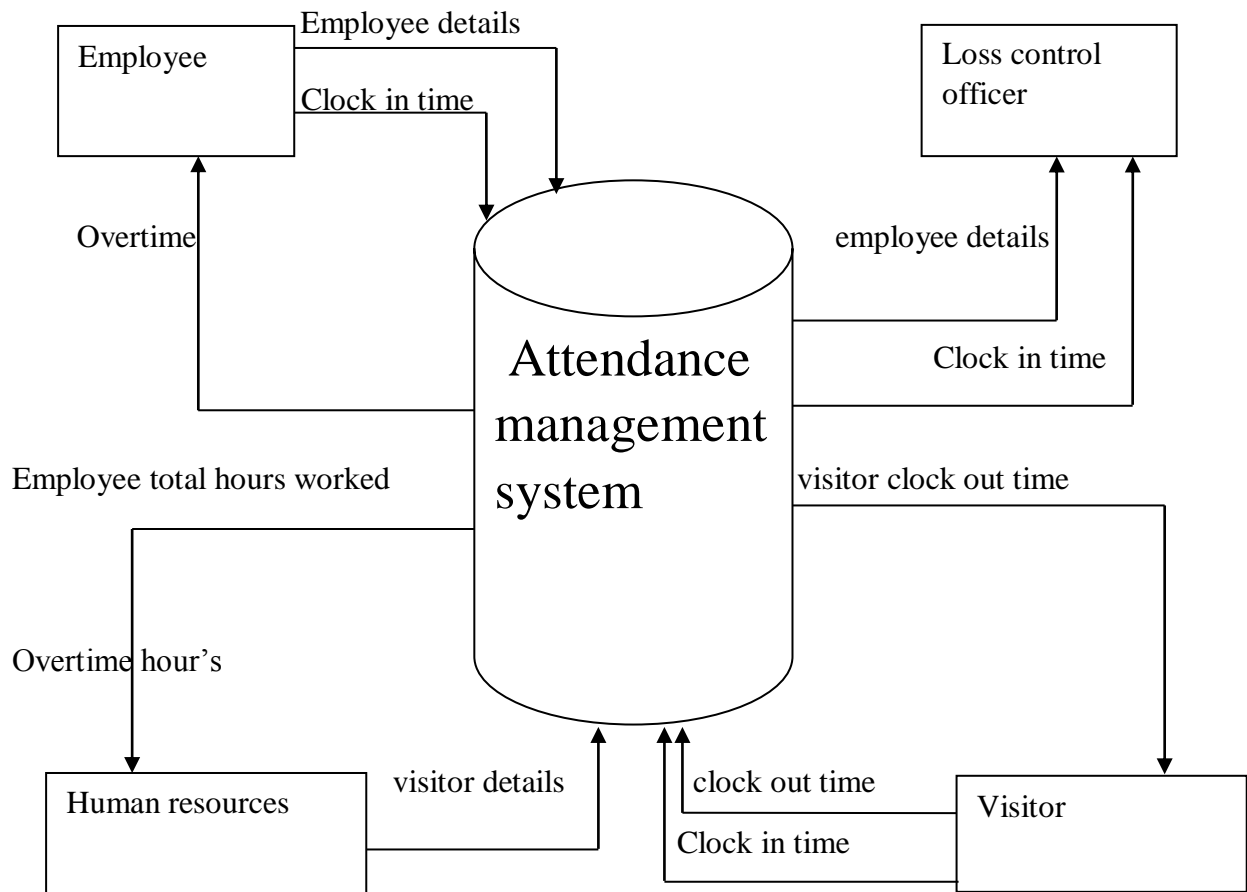 Employee details
Employee
Clock in time
Loss control
officer
Overtime
employee details
Attendance
management
system
Clock in time
Employee total hours worked
visitor clock out time
Overtime hour's
Human resources
visitor details
clock out time
Clock in time
Visitor